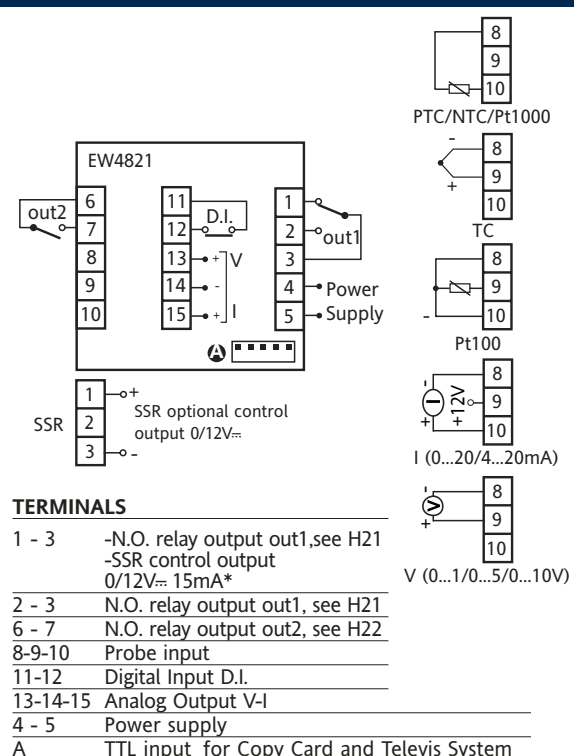 EW4821
out2
6
7
8
9
10
11
12
13
14
15
D.I.
+ V
-
+ I
1
2
3
4
5
out1
Power
Supply
A
SSR
1
2
3
+
-
SSR optional control
output 0/12V⎓
8
9
10
PTC/NTC/Pt1000
-
+
8
9
10
TC
-
8
9
10
Pt100
-
+
I
+12V
8
9
10
I (0...20/4...20mA)
-
+
V
8
9
10
V (0...1/0...5/0...10V)
TERMINALS
1 - 3 -N.O. relay output out1,see H21
-SSR control output
0/12V⎓ 15mA*
2 - 3 N.O. relay output out1, see H21
6 - 7 N.O. relay output out2, see H22
8-9-10 Probe input
11-12 Digital Input D.I.
13-14-15 Analog Output V-I
4 - 5 Power supply
A TTL input for Copy Card and Televis System